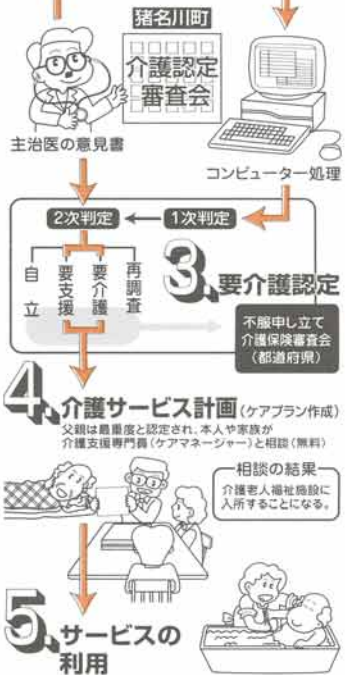 猪名川町
介護認定
審査会
主治医の意見書
コンピューター処理
2次判定
1次判定
自立
要支援
要介護
再調査
3.要介護認定
不服申し立て
介護保険審査会
(都道府県)
4.介護サービス計画(ケアプラン作成)
父親は最重度と認定され、本人や家族が
介護支援専門員(ケアマネージャー)と相談(無料)
相談の結果
介護老人福祉施設に
入所することになる。
5.サービスの
利用